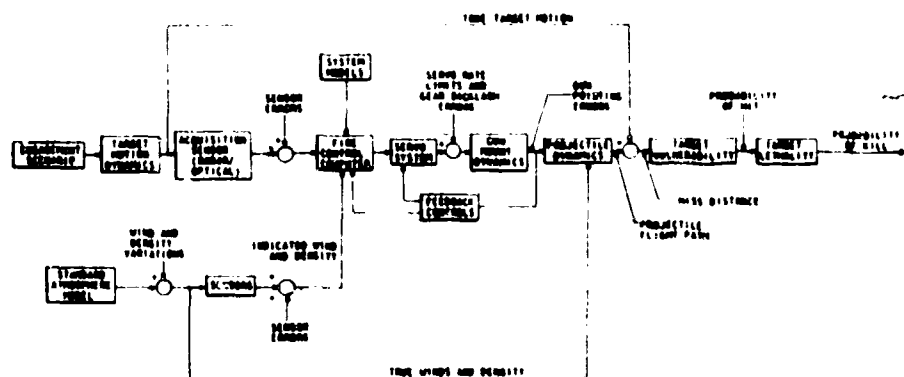 TRUE TARGET MOTION
SYSTEM
MODELS
SENSOR
ERRORS
SERVO RATE
LIMITS AND
GEAR BACKLASH
ERRORS
GUN
POINTING
ERRORS
PROBABILITY
OF HIT
PROBABILITY
OF KILL
ENGAGEMENT
SCENARIO
TARGET
MOTION
DYNAMICS
ACQUISITION
SENSOR
(RADAR/
OPTICAL)
FIRE
CONTROL
COMPUTER
SERVO
SYSTEM
GUN
MOUNT
DYNAMICS
PROJECTILE
DYNAMICS
TARGET
VULNERABILITY
TARGET
LETHALITY
FEEDBACK
CONTROLS
MISS DISTANCE
PROJECTILE
FLIGHT PATH
WIND AND
DENSITY
VARIATIONS
INDICATED WIND
AND DENSITY
STANDARD
ATMOSPHERE
MODEL
SENSORS
SENSOR
ERRORS
TRUE WINDS AND DENSITY